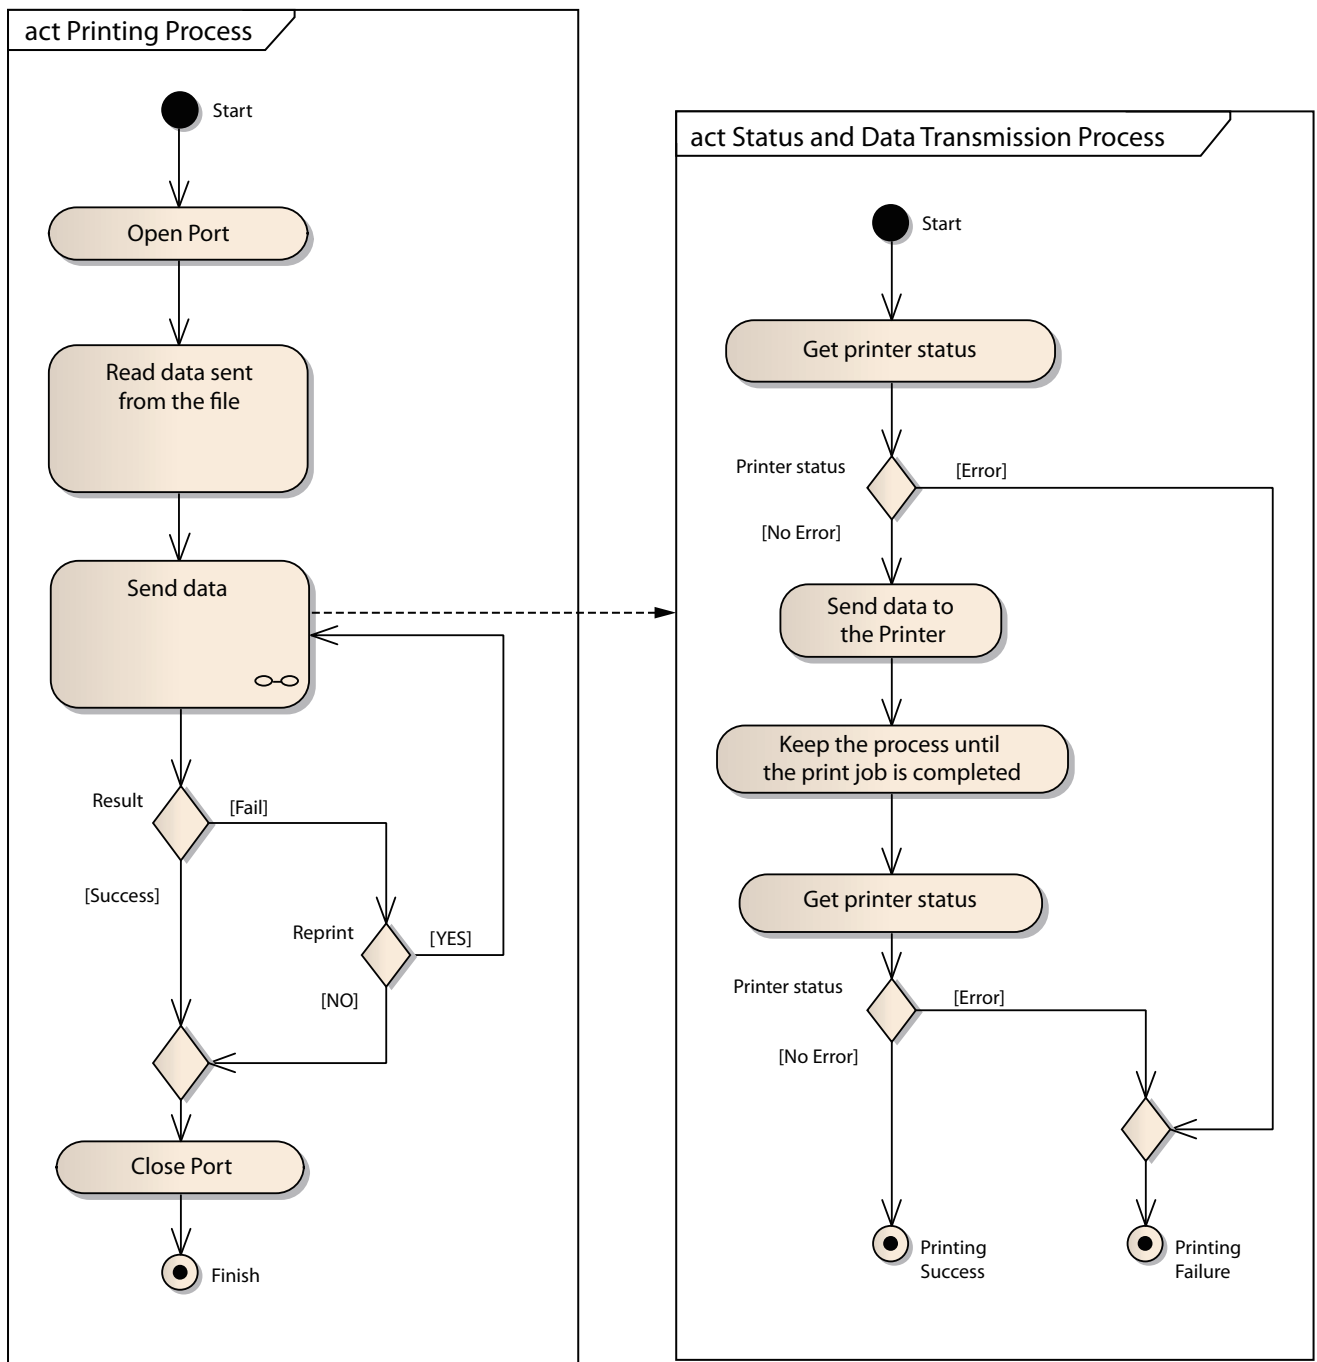 act Printing Process
Start
Open Port
Read data sent
from the file
Send data
Result
[Fail]
[Success]
Reprint
[YES]
[NO]
Close Port
Finish
act Status and Data Transmission Process
Start
Get printer status
Printer status
[Error]
[No Error]
Send data to
the Printer
Keep the process until
the print job is completed
Get printer status
Printer status
[Error]
[No Error]
Printing
Success
Printing
Failure